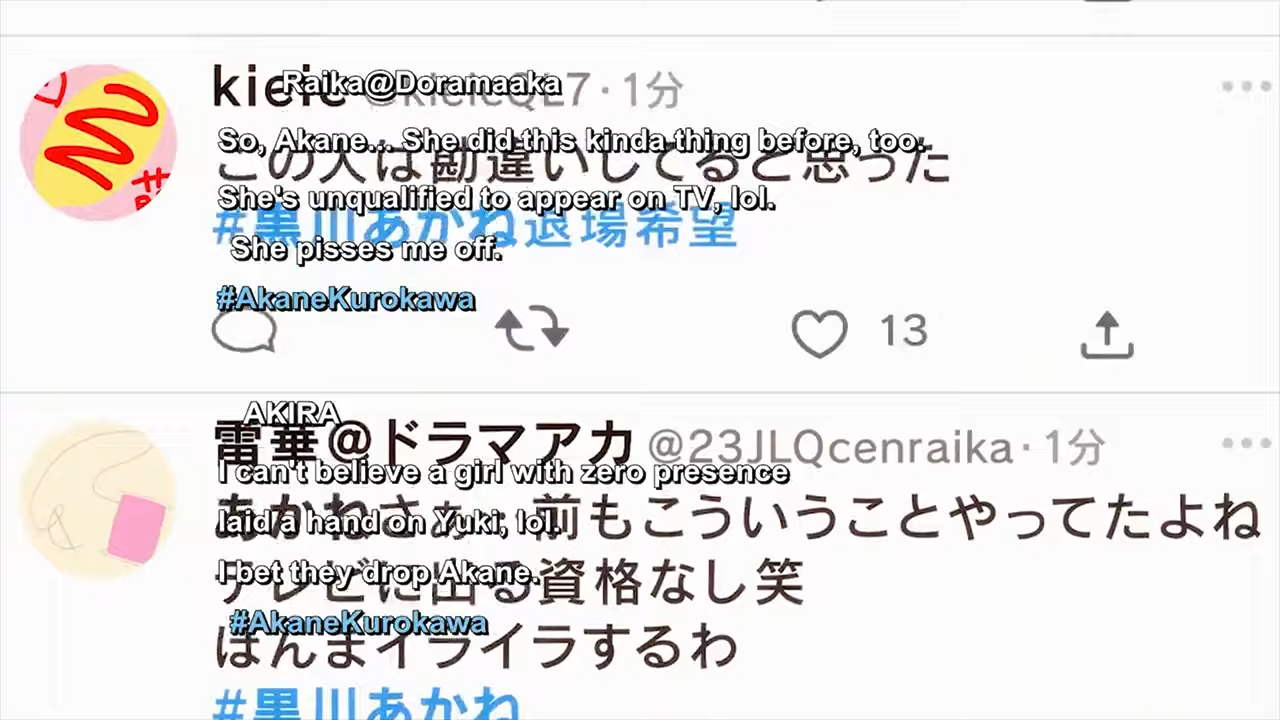 kieic @kieicQL7・1分
Raika@Doramaaka
So, Akane... She did this kinda thing before, too.
この人は勘違いしてると思った
She's unqualified to appear on TV, lol.
#黒川あかね退場希望
She pisses me off.
#AkaneKurokawa
13
AKIRA
電華@ドラマアカ @23JLQcenraika・1分
I can't believe a girl with zero presence
あかねさぁ…前もこういうことやってたよね
laid a hand on Yuki, lol.
I bet they drop Akane.
テレビに出る資格なし笑
#AkaneKurokawa
ほんまイライラするわ
#黒川あかね